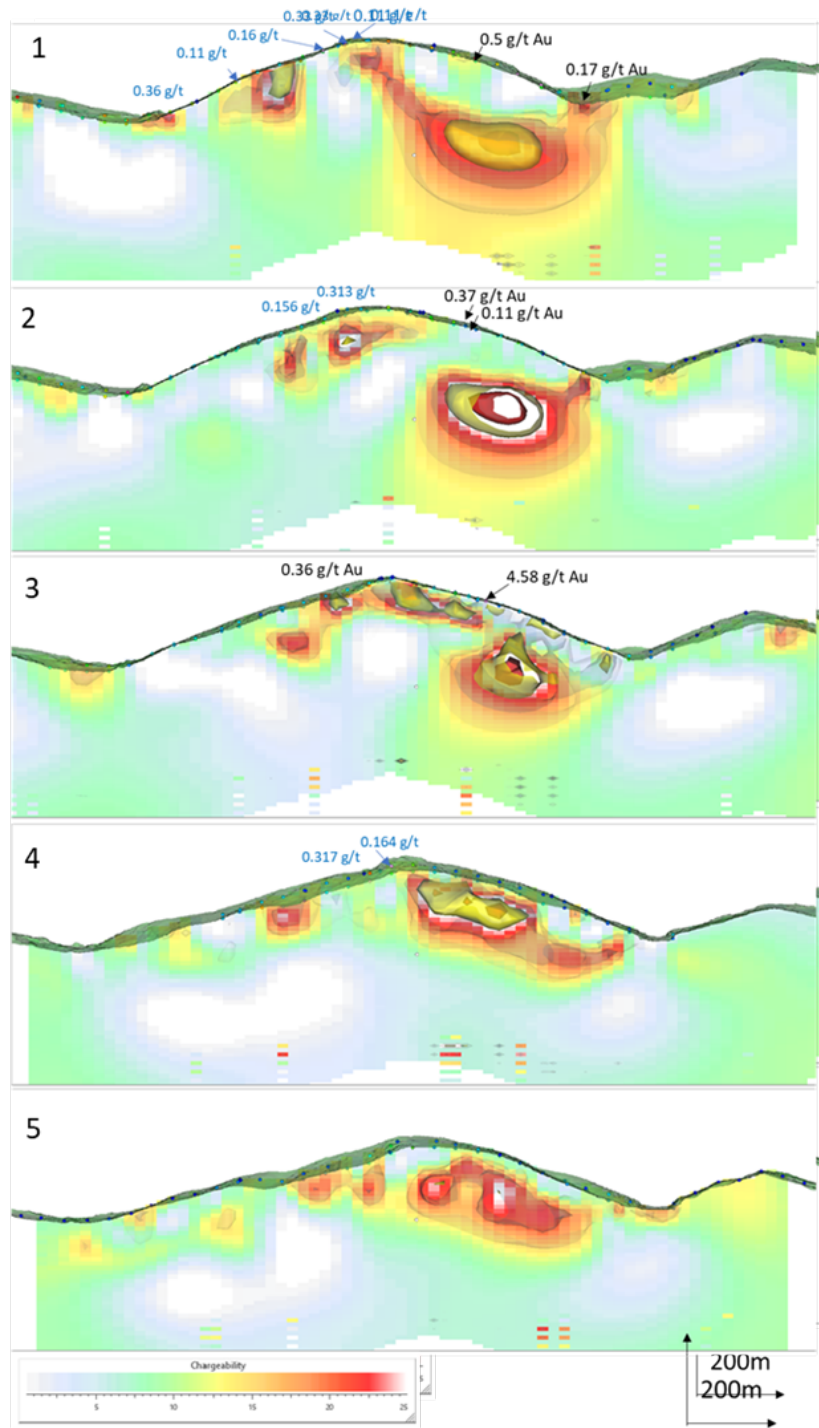 1
0.16 g/t
0.11 g/t
0.36 g/t
0.5 g/t Au
0.17 g/t Au
2
0.313 g/t
0.156 g/t
0.37 g/t Au
0.11 g/t Au
3
0.36 g/t Au
4.58 g/t Au
4
0.164 g/t
0.317 g/t
5
Chargeability
5 10 15 20 25
200m
200m